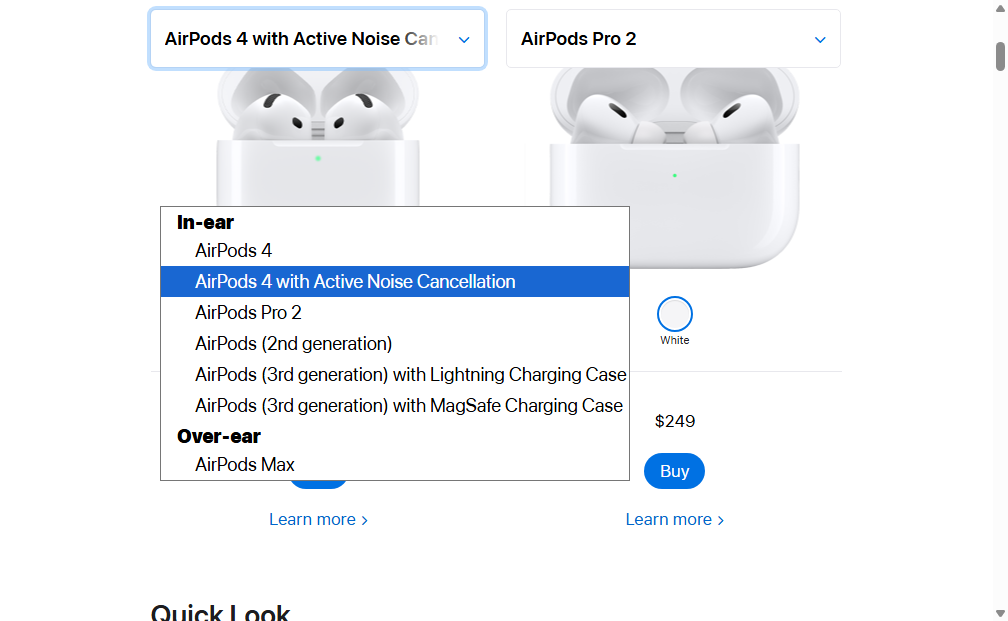 AirPods 4 with Active Noise Can
AirPods Pro 2
In-ear
AirPods 4
AirPods 4 with Active Noise Cancellation
AirPods Pro 2
AirPods (2nd generation)
AirPods (3rd generation) with Lightning Charging Case
AirPods (3rd generation) with MagSafe Charging Case
Over-ear
AirPods Max
White
$249
Buy
Learn more >
Learn more >
Quick Look